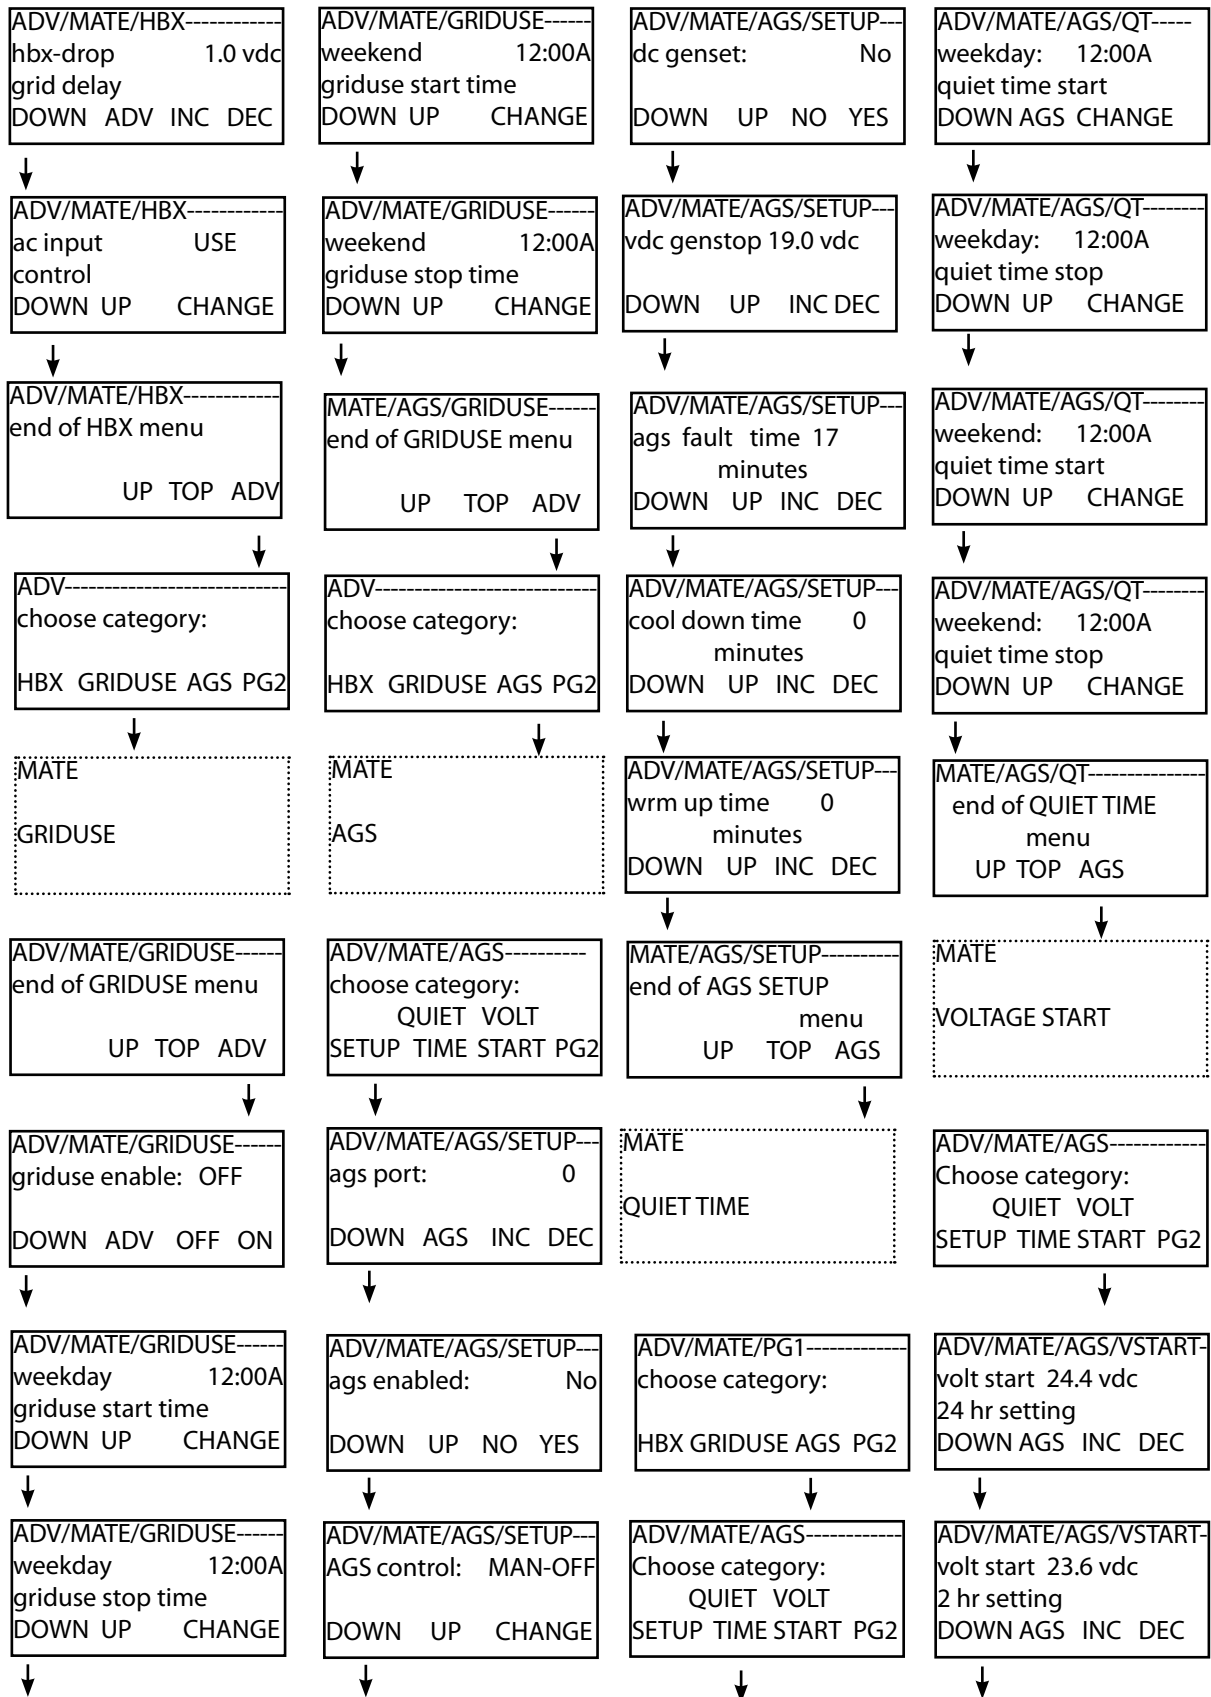 ADV/MATE/HBX------------
hbx-drop 1.0 vdc
grid delay
DOWN ADV INC DEC
ADV/MATE/HBX------------
ac input USE
control
DOWN UP CHANGE
ADV/MATE/HBX------------
end of HBX menu
UP TOP ADV
ADV----------------------------
choose category:
HBX GRIDUSE AGS PG2
MATE
GRIDUSE
ADV/MATE/GRIDUSE------
end of GRIDUSE menu
UP TOP ADV
ADV/MATE/GRIDUSE------
griduse enable: OFF
DOWN ADV OFF ON
ADV/MATE/GRIDUSE------
weekday 12:00A
griduse start time
DOWN UP CHANGE
ADV/MATE/GRIDUSE------
weekday 12:00A
griduse stop time
DOWN UP CHANGE
ADV/MATE/GRIDUSE------
weekend 12:00A
griduse start time
DOWN UP CHANGE
ADV/MATE/GRIDUSE------
weekend 12:00A
griduse stop time
DOWN UP CHANGE
MATE/AGS/GRIDUSE------
end of GRIDUSE menu
UP TOP ADV
ADV----------------------------
choose category:
HBX GRIDUSE AGS PG2
MATE
AGS
ADV/MATE/AGS----------
choose category:
QUIET VOLT
SETUP TIME START PG2
ADV/MATE/AGS/SETUP---
ags port: 0
DOWN AGS INC DEC
ADV/MATE/AGS/SETUP---
ags enabled: No
DOWN UP NO YES
ADV/MATE/AGS/SETUP---
AGS control: MAN-OFF
DOWN UP CHANGE
ADV/MATE/AGS/SETUP---
dc genset: No
DOWN UP NO YES
ADV/MATE/AGS/SETUP---
vdc genstop 19.0 vdc
DOWN UP INC DEC
ADV/MATE/AGS/SETUP---
ags fault time 17
minutes
DOWN UP INC DEC
ADV/MATE/AGS/SETUP---
cool down time 0
minutes
DOWN UP INC DEC
ADV/MATE/AGS/SETUP---
wrm up time 0
minutes
DOWN UP INC DEC
MATE/AGS/SETUP----------
end of AGS SETUP
menu
UP TOP AGS
MATE
QUIET TIME
ADV/MATE/PG1-------------
choose category:
HBX GRIDUSE AGS PG2
ADV/MATE/AGS------------
Choose category:
QUIET VOLT
SETUP TIME START PG2
ADV/MATE/AGS/QT-----
weekday: 12:00A
quiet time start
DOWN AGS CHANGE
ADV/MATE/AGS/QT--------
weekday: 12:00A
quiet time stop
DOWN UP CHANGE
ADV/MATE/AGS/QT--------
weekend: 12:00A
quiet time start
DOWN UP CHANGE
ADV/MATE/AGS/QT--------
weekend: 12:00A
quiet time stop
DOWN UP CHANGE
MATE/AGS/QT---------------
end of QUIET TIME
menu
UP TOP AGS
MATE
VOLTAGE START
ADV/MATE/AGS------------
Choose category:
QUIET VOLT
SETUP TIME START PG2
ADV/MATE/AGS/VSTART-
volt start 24.4 vdc
24 hr setting
DOWN AGS INC DEC
ADV/MATE/AGS/VSTART-
volt start 23.6 vdc
2 hr setting
DOWN AGS INC DEC